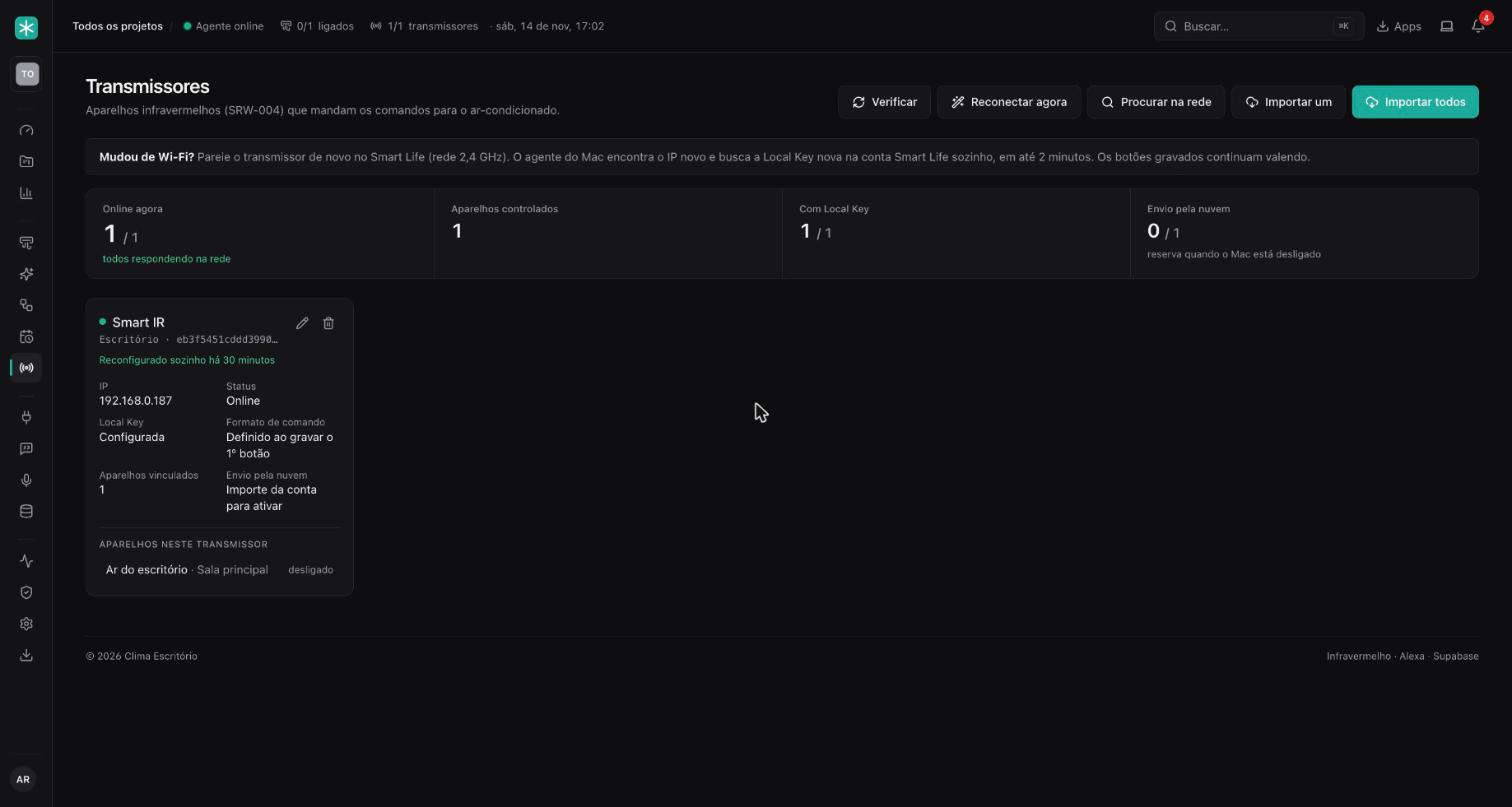 Todos os projetos / Agente online 0/1 ligados 1/1 transmissores · sáb, 14 de nov, 17:02 Buscar... ⌘K Apps 4
TO
Transmissores
Aparelhos infravermelhos (SRW-004) que mandam os comandos para o ar-condicionado.
Verificar Reconectar agora Procurar na rede Importar um Importar todos
Mudou de Wi-Fi? Pareie o transmissor de novo no Smart Life (rede 2,4 GHz). O agente do Mac encontra o IP novo e busca a Local Key nova na conta Smart Life sozinho, em até 2 minutos. Os botões gravados continuam valendo.
Online agora
1 / 1
todos respondendo na rede
Aparelhos controlados
1
Com Local Key
1 / 1
Envio pela nuvem
0 / 1
reserva quando o Mac está desligado
Smart IR
Escritório · eb3f5451cddd3990…
Reconfigurado sozinho há 30 minutos
IP
192.168.0.187
Status
Online
Local Key
Configurada
Formato de comando
Definido ao gravar o
1º botão
Aparelhos vinculados
1
Envio pela nuvem
Importe da conta
para ativar
APARELHOS NESTE TRANSMISSOR
Ar do escritório · Sala principal desligado
© 2026 Clima Escritório
Infravermelho · Alexa · Supabase
AR